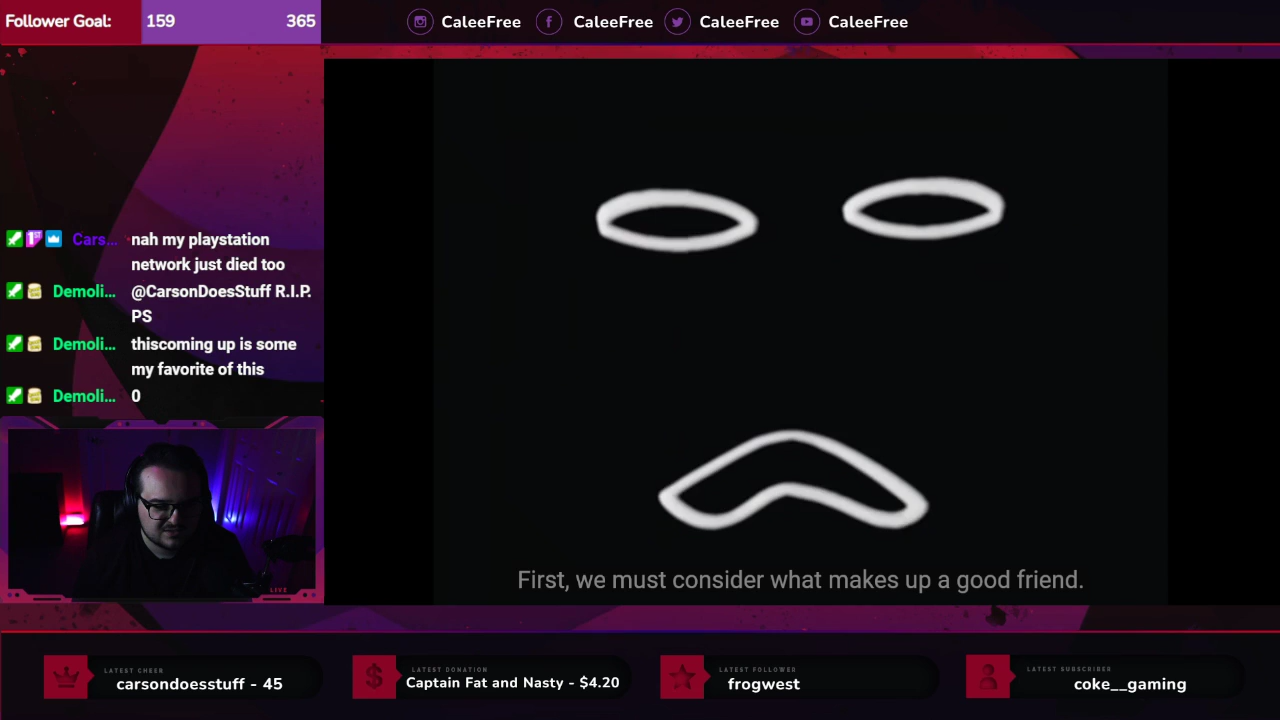 Follower Goal: 159 365
CaleeFree CaleeFree CaleeFree CaleeFree
Cars... nah my playstation
network just died too
Demoli... @CarsonDoesStuff R.I.P.
PS
Demoli... thiscoming up is some
my favorite of this
Demoli... 0
LIVE
First, we must consider what makes up a good friend.
LATEST CHEER
carsondoesstuff - 45
LATEST DONATION
Captain Fat and Nasty - $4.20
LATEST FOLLOWER
frogwest
LATEST SUBSCRIBER
coke__gaming